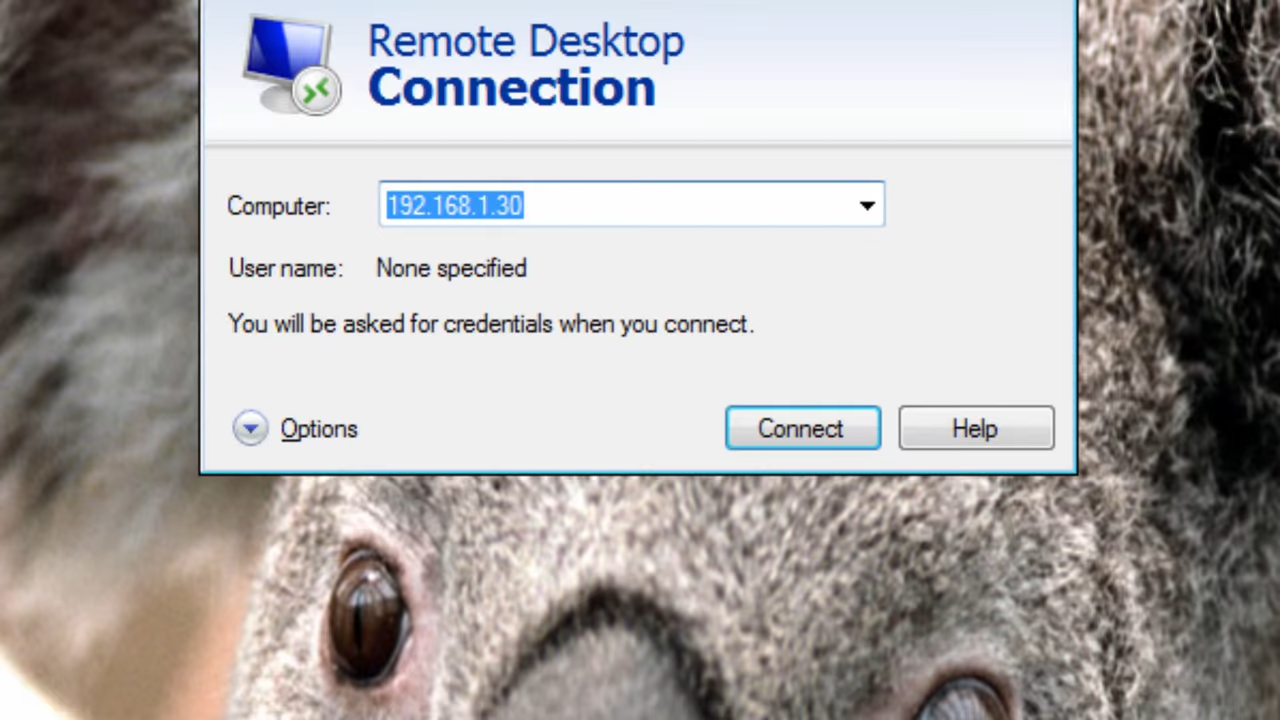 Remote Desktop
Connection
Computer: 192.168.1.30
User name: None specified
You will be asked for credentials when you connect.
Options Connect Help